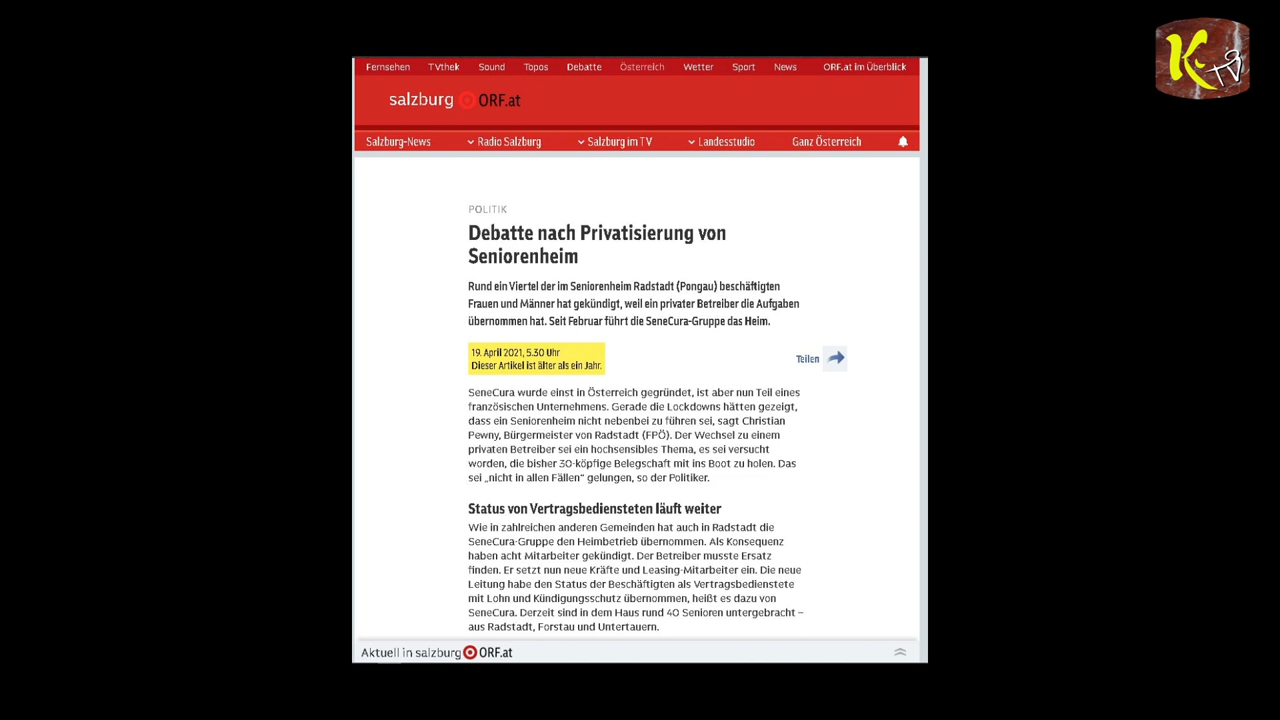 K-TV
Fernsehen TVthek Sound Topos Debatte Österreich Wetter Sport News ORF.at im Überblick
salzburg ORF.at
Salzburg-News Radio Salzburg Salzburg im TV Landesstudio Ganz Österreich
POLITIK
Debatte nach Privatisierung von
Seniorenheim
Rund ein Viertel der im Seniorenheim Radstadt (Pongau) beschäftigten
Frauen und Männer hat gekündigt, weil ein privater Betreiber die Aufgaben
übernommen hat. Seit Februar führt die SeneCura-Gruppe das Heim.
19. April 2021, 5.30 Uhr
Dieser Artikel ist älter als ein Jahr.
Teilen
SeneCura wurde einst in Österreich gegründet, ist aber nun Teil eines
französischen Unternehmens. Gerade die Lockdowns hätten gezeigt,
dass ein Seniorenheim nicht nebenbei zu führen sei, sagt Christian
Pewny, Bürgermeister von Radstadt (FPÖ). Der Wechsel zu einem
privaten Betreiber sei ein hochsensibles Thema, es sei versucht
worden, die bisher 30-köpfige Belegschaft mit ins Boot zu holen. Das
sei „nicht in allen Fällen“ gelungen, so der Politiker.
Status von Vertragsbediensteten läuft weiter
Wie in zahlreichen anderen Gemeinden hat auch in Radstadt die
SeneCura-Gruppe den Heimbetrieb übernommen. Als Konsequenz
haben acht Mitarbeiter gekündigt. Der Betreiber musste Ersatz
finden. Er setzt nun neue Kräfte und Leasing-Mitarbeiter ein. Die neue
Leitung habe den Status der Beschäftigten als Vertragsbedienstete
mit Lohn und Kündigungsschutz übernommen, heißt es dazu von
SeneCura. Derzeit sind in dem Haus rund 40 Senioren untergebracht –
aus Radstadt, Forstau und Untertauern.
Aktuell in salzburg ORF.at